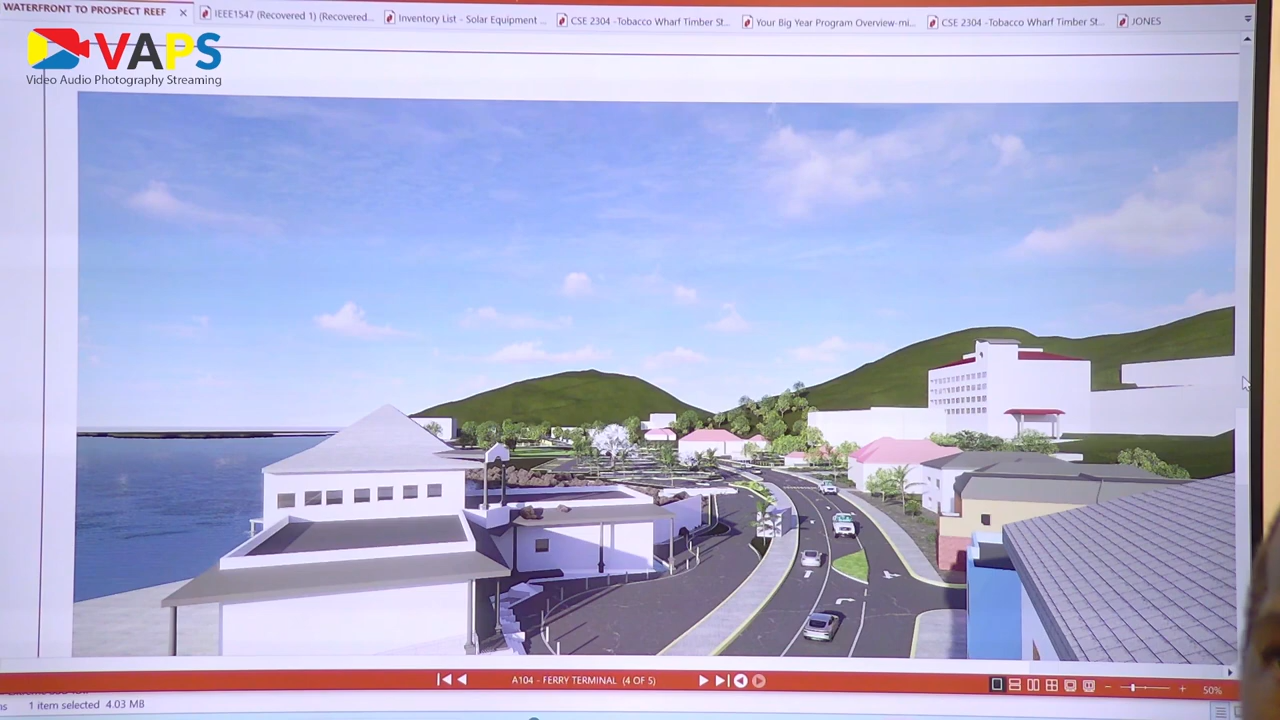 WATERFRONT TO PROSPECT REEF
IEEE1547 (Recovered 1) (Recovered...
Inventory List - Solar Equipment ...
CSE 2304 -Tobacco Wharf Timber St...
Your Big Year Program Overview-mi...
CSE 2304 -Tobacco Wharf Timber St...
JONES
VAPS
Video Audio Photography Streaming
A104 - FERRY TERMINAL (4 OF 5)
50%
1 item selected 4.03 MB